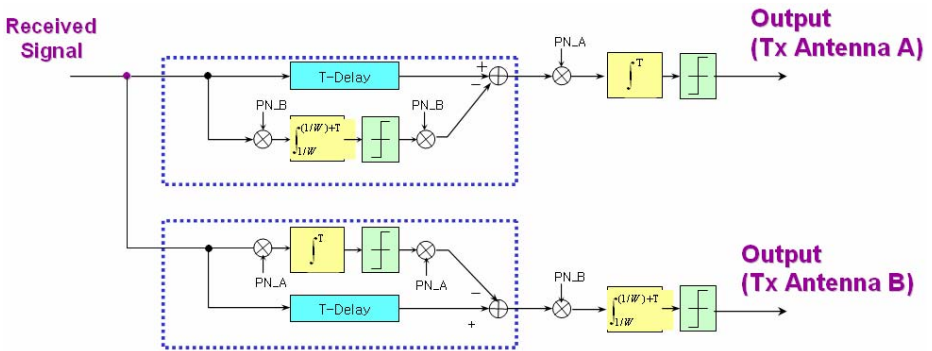 Received
Signal
Output
(Tx Antenna A)
PN_A
T-Delay
+
−
∫^T
PN_B
PN_B
∫_{1/W}^{(1/W)+T}
∫^T
PN_A
PN_A
−
T-Delay
+
PN_B
∫_{1/W}^{(1/W)+T}
Output
(Tx Antenna B)